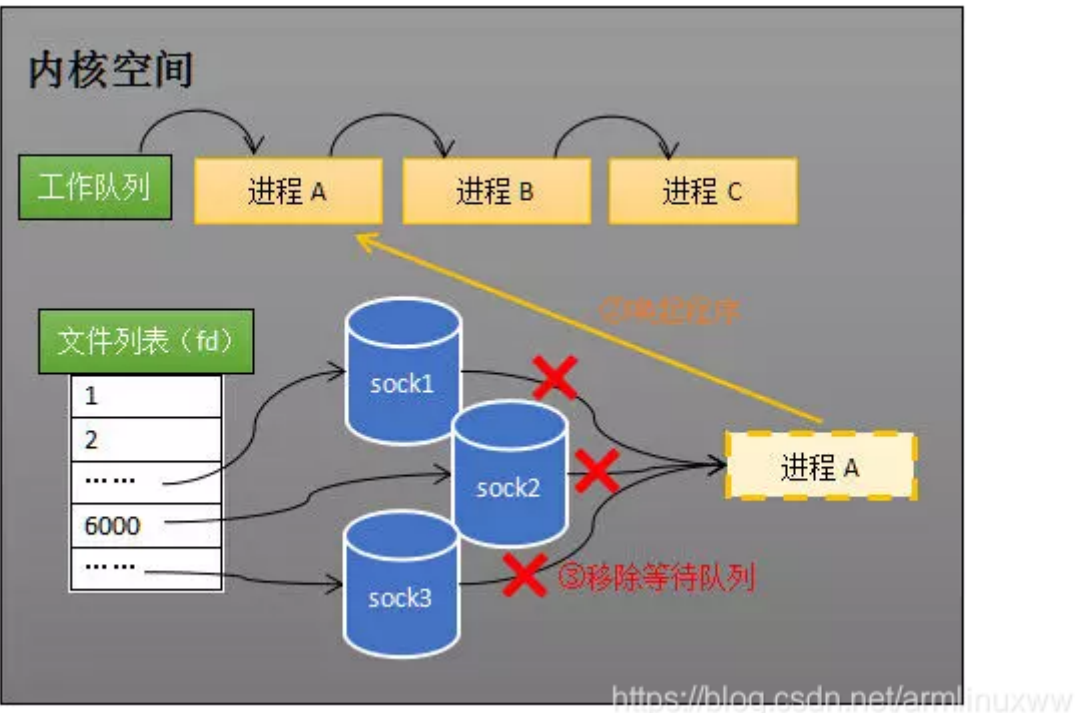 内核空间
工作队列
进程 A
进程 B
进程 C
②唤起程序
文件列表（fd）
1
2
……
6000
……
sock1
sock2
sock3
进程 A
③移除等待队列
https://blog.csdn.net/armlinuxww